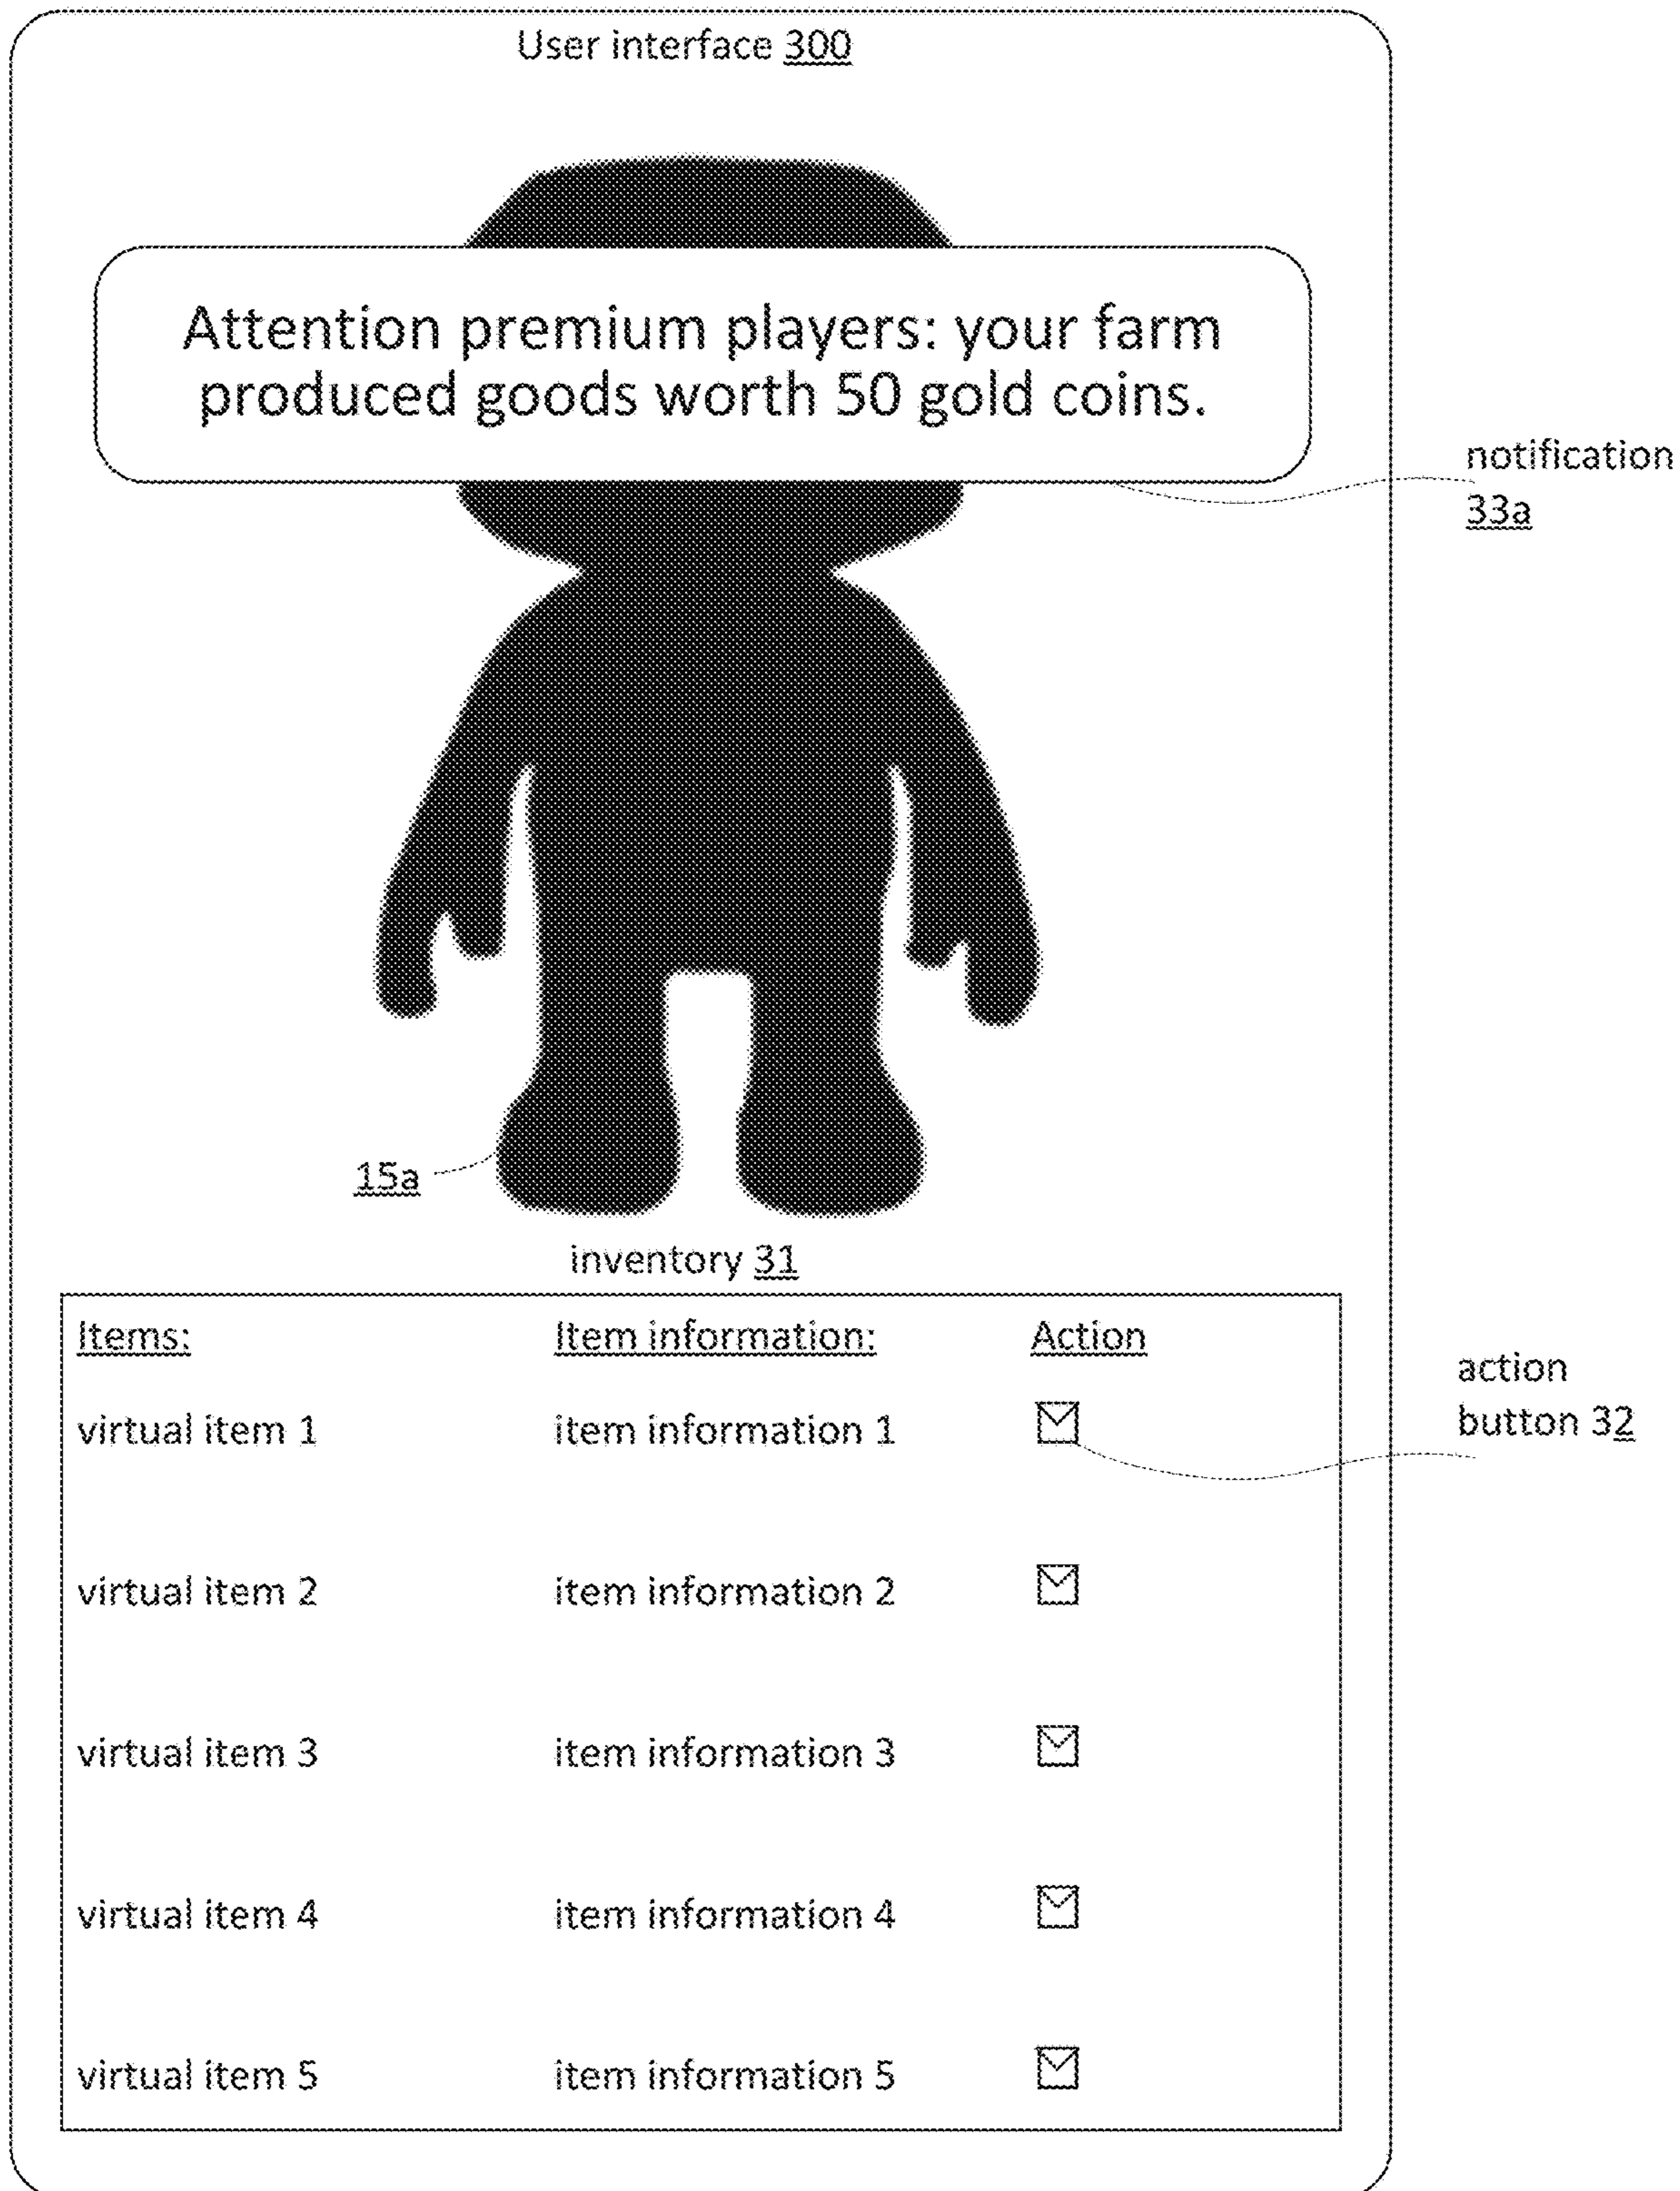 User interface 300
Attention premium players: your farm
produced goods worth 50 gold coins.
notification
33a
15a
inventory 31
Items: Item information: Action
action
button 32
virtual item 1 item information 1
virtual item 2 item information 2
virtual item 3 item information 3
virtual item 4 item information 4
virtual item 5 item information 5